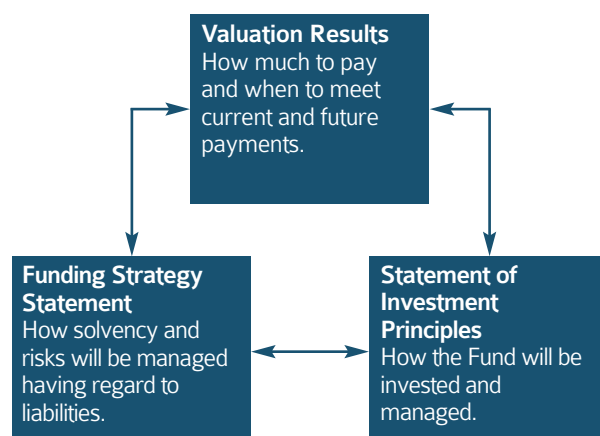 Valuation Results
How much to pay
and when to meet
current and future
payments.
Funding Strategy
Statement
How solvency and
risks will be managed
having regard to
liabilities.
Statement of
Investment
Principles
How the Fund will be
invested and
managed.